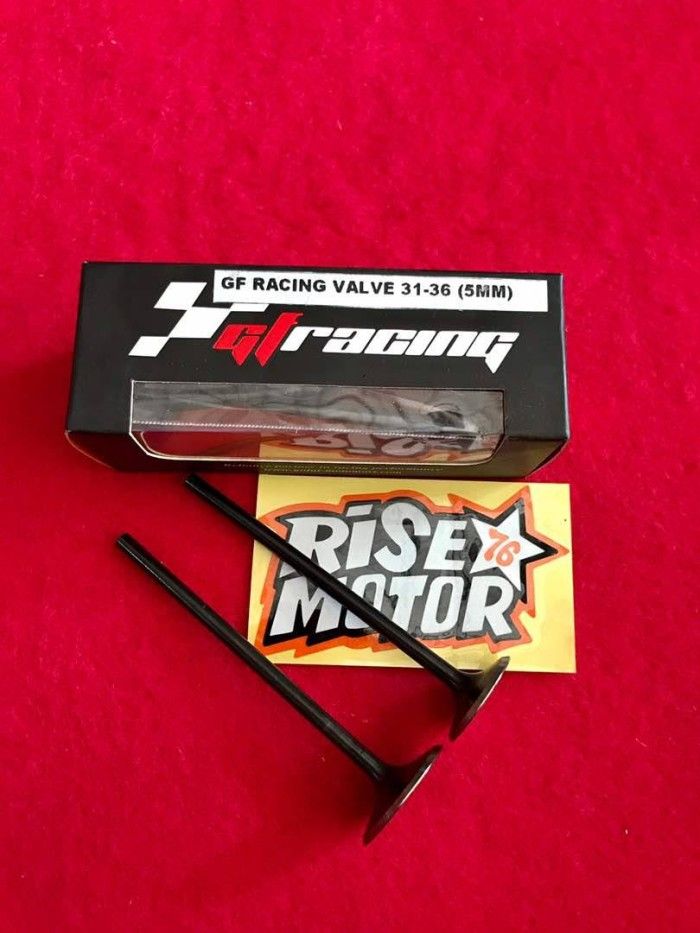 GF RACING VALVE 31-36 (5MM)
GFracing
RiSE 76
MOTOR